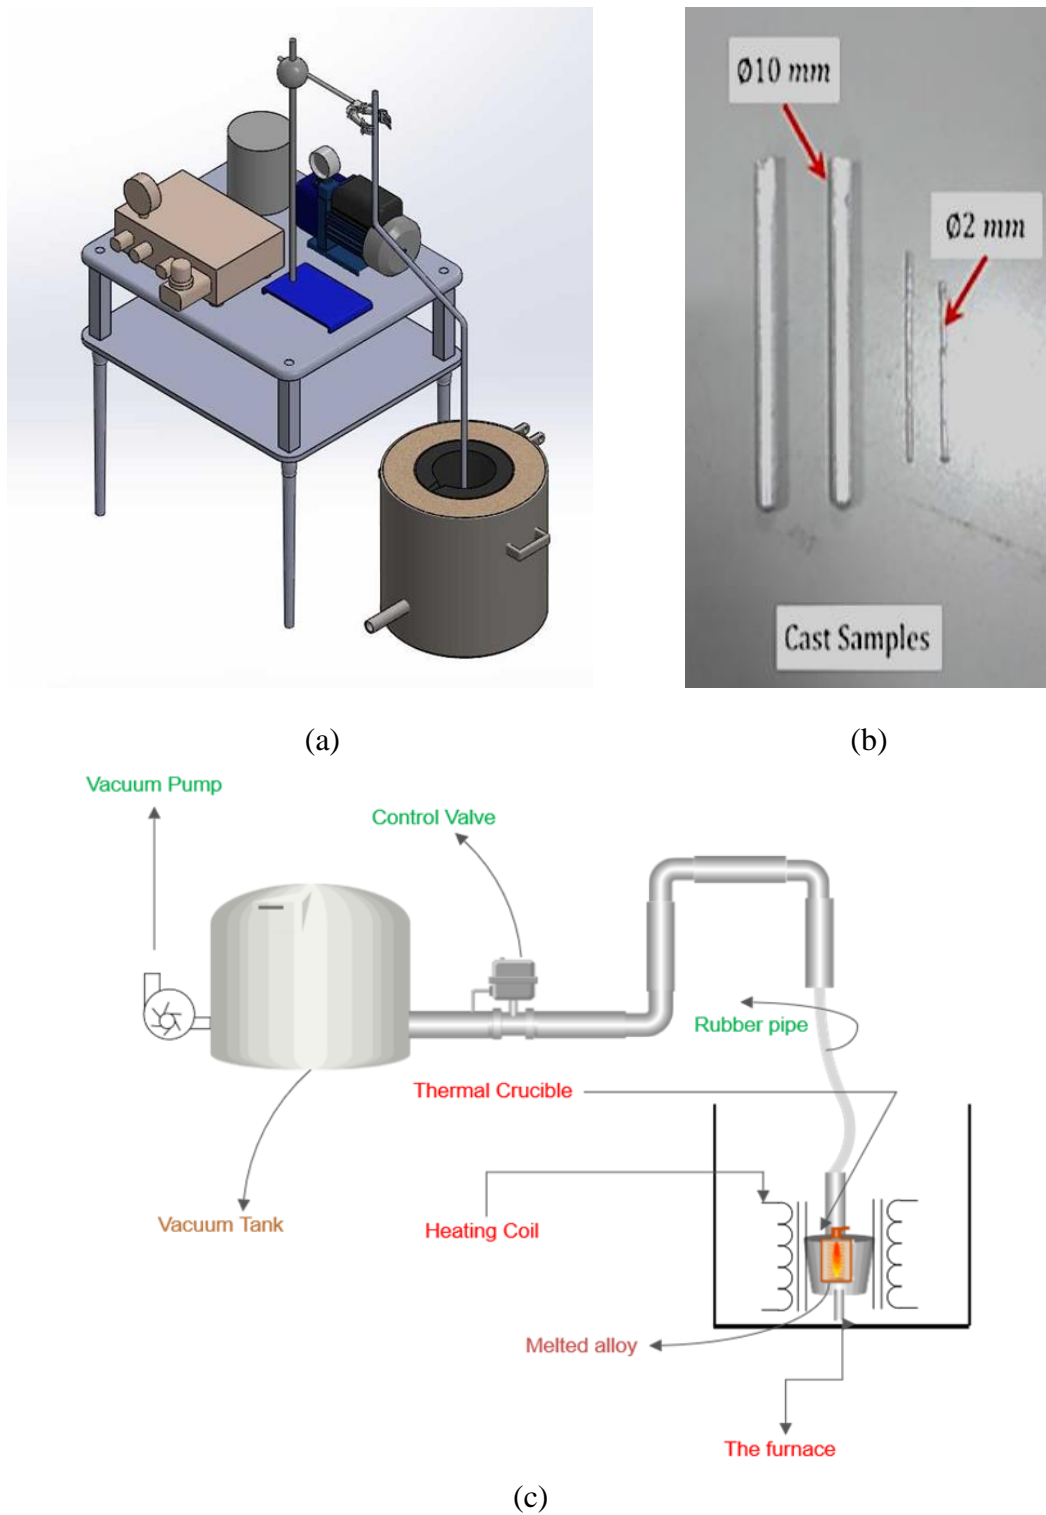 Ø10 mm
Ø2 mm
Cast Samples
(a)
(b)
Vacuum Pump
Control Valve
Rubber pipe
Thermal Crucible
Vacuum Tank
Heating Coil
Melted alloy
The furnace
(c)